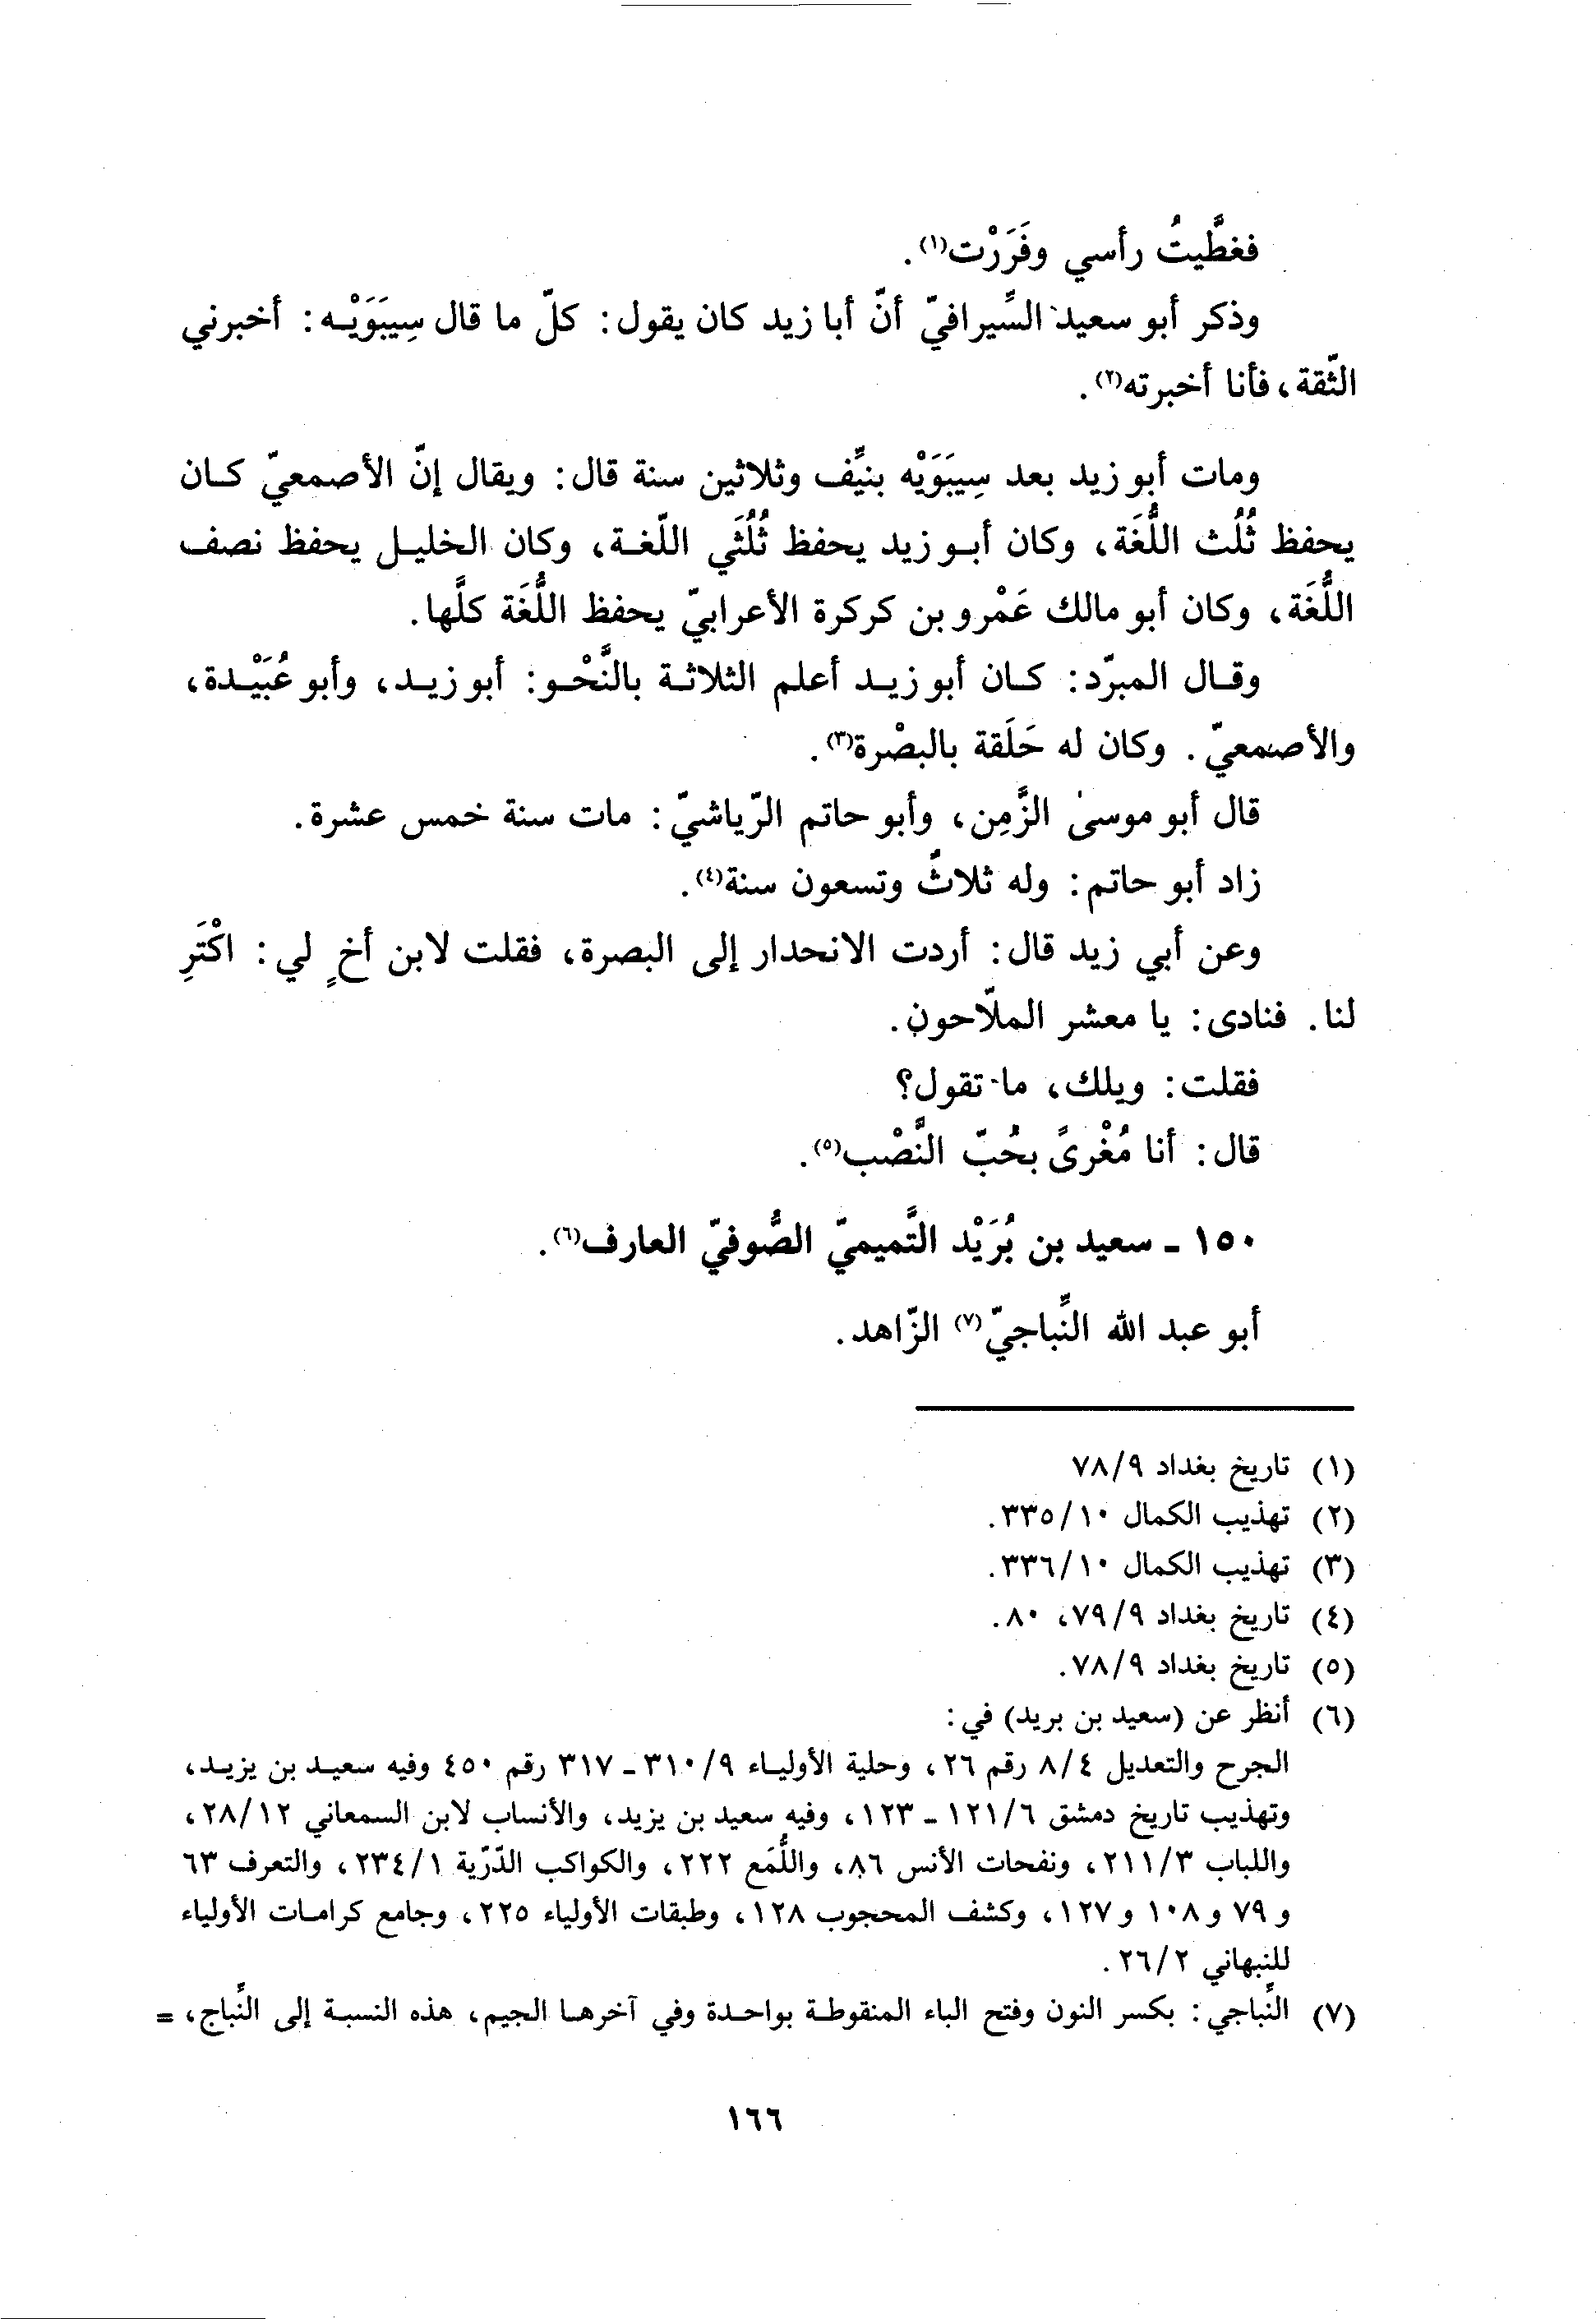 فغطَّيتُ رأسي وفَرَرْت(١).
وذكر أبو سعيد السِّيرافيّ أنّ أبا زيد كان يقول: كلّ ما قال سِيبَوَيْه: أخبرني
الثّقة، فأنا أخبرته(٢).
ومات أبو زيد بعد سِيبَوَيْه بنيِّف وثلاثين سنة قال: ويقال إنّ الأصمعيّ كان
يحفظ ثُلُث اللُّغَة، وكان أبو زيد يحفظ ثُلُثَي اللّغة، وكان الخليل يحفظ نصف
اللُّغَة، وكان أبو مالك عَمْرو بن كركرة الأعرابيّ يحفظ اللُّغَة كلَّها.
وقال المبرّد: كان أبو زيد أعلم الثلاثة بالنَّحْو: أبو زيد، وأبو عُبَيْدة،
والأصمعيّ. وكان له حَلَقة بالبصْرة(٣).
قال أبو موسىٰ الزَّمِن، وأبو حاتم الرّياشيّ: مات سنة خمس عشرة.
زاد أبو حاتم: وله ثلاثٌ وتسعون سنة(٤).
وعن أبي زيد قال: أردت الانحدار إلى البصرة، فقلت لابن أخٍ لي: اكْتَرِ
لنا. فنادى: يا معشر الملّاحون.
فقلت: ويلك، ما تقول؟
قال: أنا مُغْرىً بحُبّ النَّصْب(٥).
١٥٠ ـ سعيد بن بُرَيْد التَّميميّ الصُّوفيّ العارف(٦).
أبو عبد الله النِّباجيّ(٧) الزّاهد.
(١) تاريخ بغداد ٧٨/٩
(٢) تهذيب الكمال ٣٣٥/١٠.
(٣) تهذيب الكمال ٣٣٦/١٠.
(٤) تاريخ بغداد ٧٩/٩، ٨٠.
(٥) تاريخ بغداد ٧٨/٩.
(٦) أنظر عن (سعيد بن بريد) في:
الجرح والتعديل ٨/٤ رقم ٢٦، وحلية الأولياء ٣١٠/٩ ـ ٣١٧ رقم ٤٥٠ وفيه سعيد بن يزيد،
وتهذيب تاريخ دمشق ١٢١/٦ ـ ١٢٣، وفيه سعيد بن يزيد، والأنساب لابن السمعاني ٢٨/١٢،
واللباب ٢١١/٣، ونفحات الأنس ٨٦، واللُّمَع ٢٢٢، والكواكب الدّرّية ٢٣٤/١، والتعرف ٦٣
و ٧٩ و ١٠٨ و ١٢٧، وكشف المحجوب ١٢٨، وطبقات الأولياء ٢٢٥، وجامع كرامات الأولياء
للنبهاني ٢٦/٢.
(٧) النِّباجي: بكسر النون وفتح الباء المنقوطة بواحدة وفي آخرها الجيم، هذه النسبة إلى النِّباج، =
١٦٦